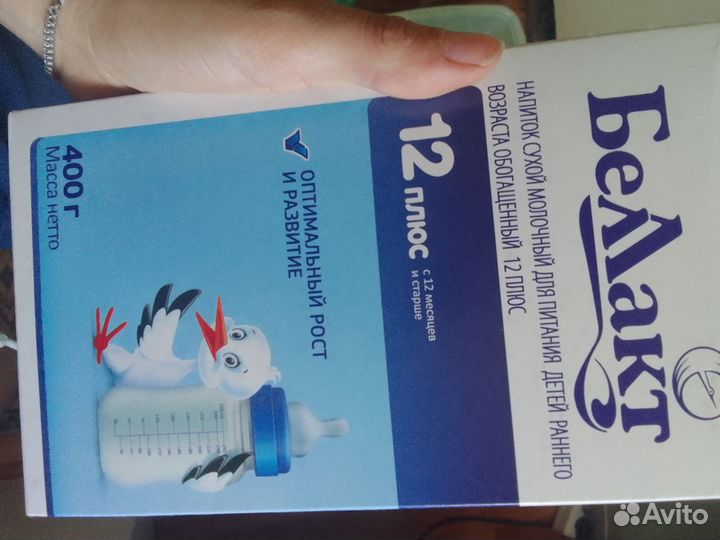 Беллакт
НАПИТОК СУХОЙ МОЛОЧНЫЙ ДЛЯ ПИТАНИЯ ДЕТЕЙ РАННЕГО
ВОЗРАСТА ОБОГАЩЕННЫЙ 12 ПЛЮС
12 ПЛЮС
с 12 месяцев
и старше
ОПТИМАЛЬНЫЙ РОСТ
И РАЗВИТИЕ
400 г
Масса нетто
Avito